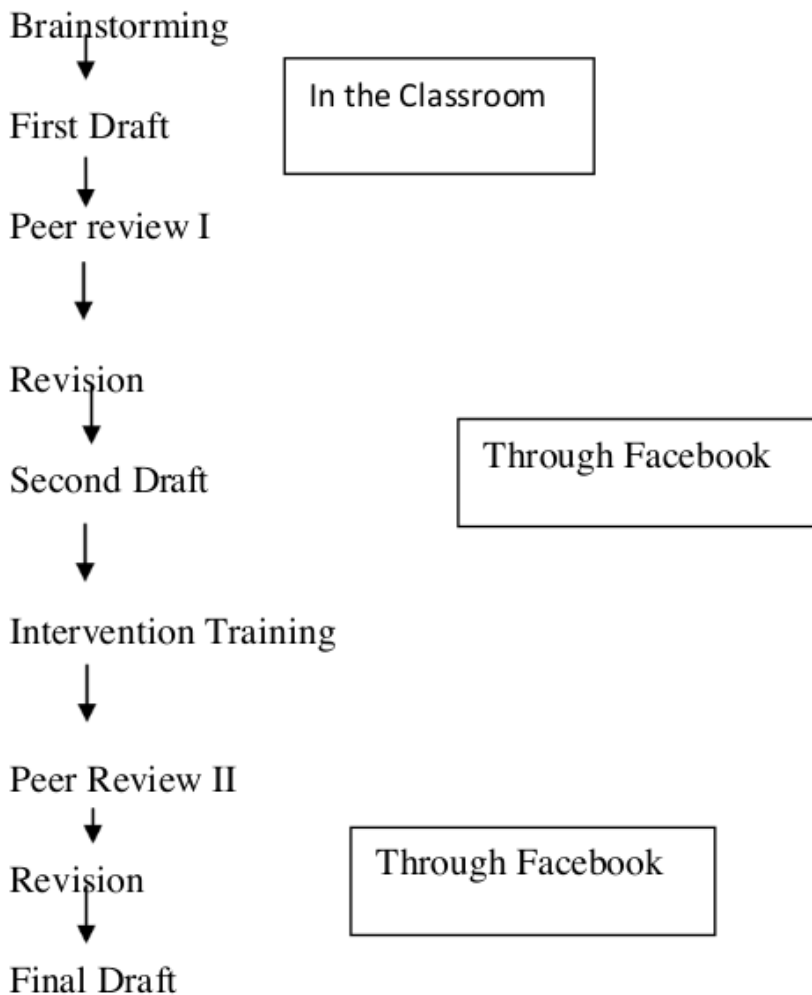 Brainstorming
In the Classroom
First Draft
Peer review I
Revision
Through Facebook
Second Draft
Intervention Training
Peer Review II
Through Facebook
Revision
Final Draft